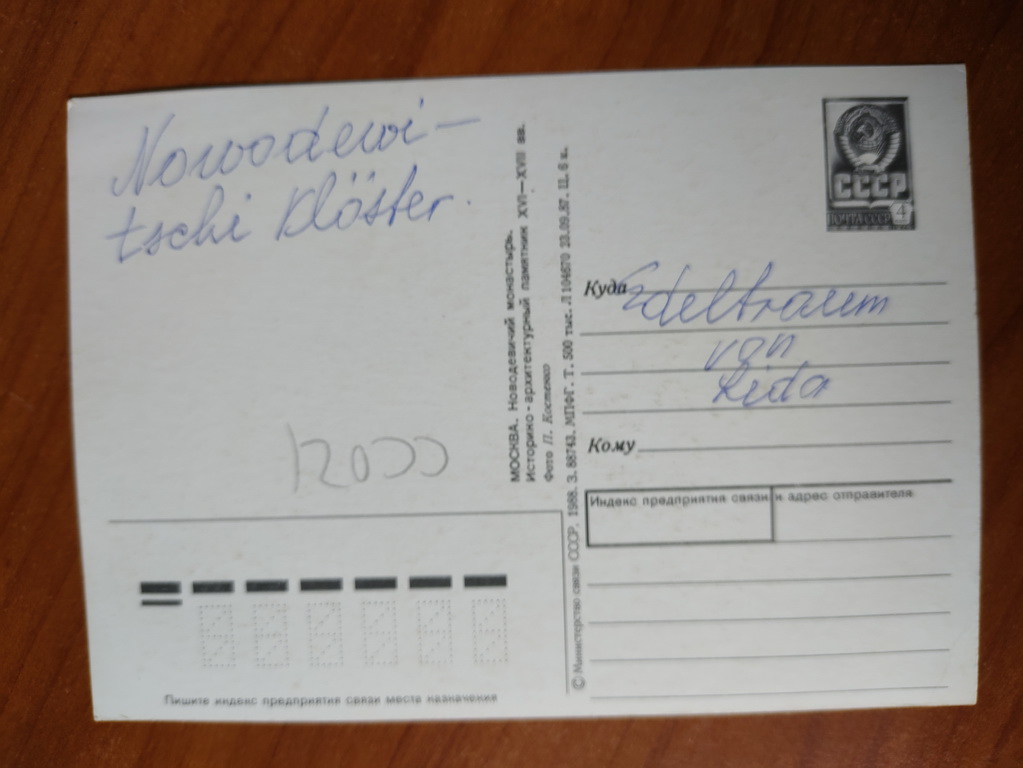 Nowodewi-
tschi Klöster.
12000
МОСКВА. Новодевичий монастырь.
Историко-архитектурный памятник XVI—XVII вв.
Фото П. Костенко
© Министерство связи СССР, 1988. З. 88743. МПФГ. Т. 500 тыс. Л 104670 23.09.87. Ц. 6 к.
СССР
ПОЧТА СССР 4
Куда
Edeltraum
von
Lida
Кому
Индекс предприятия связи и адрес отправителя
Пишите индекс предприятия связи места назначения